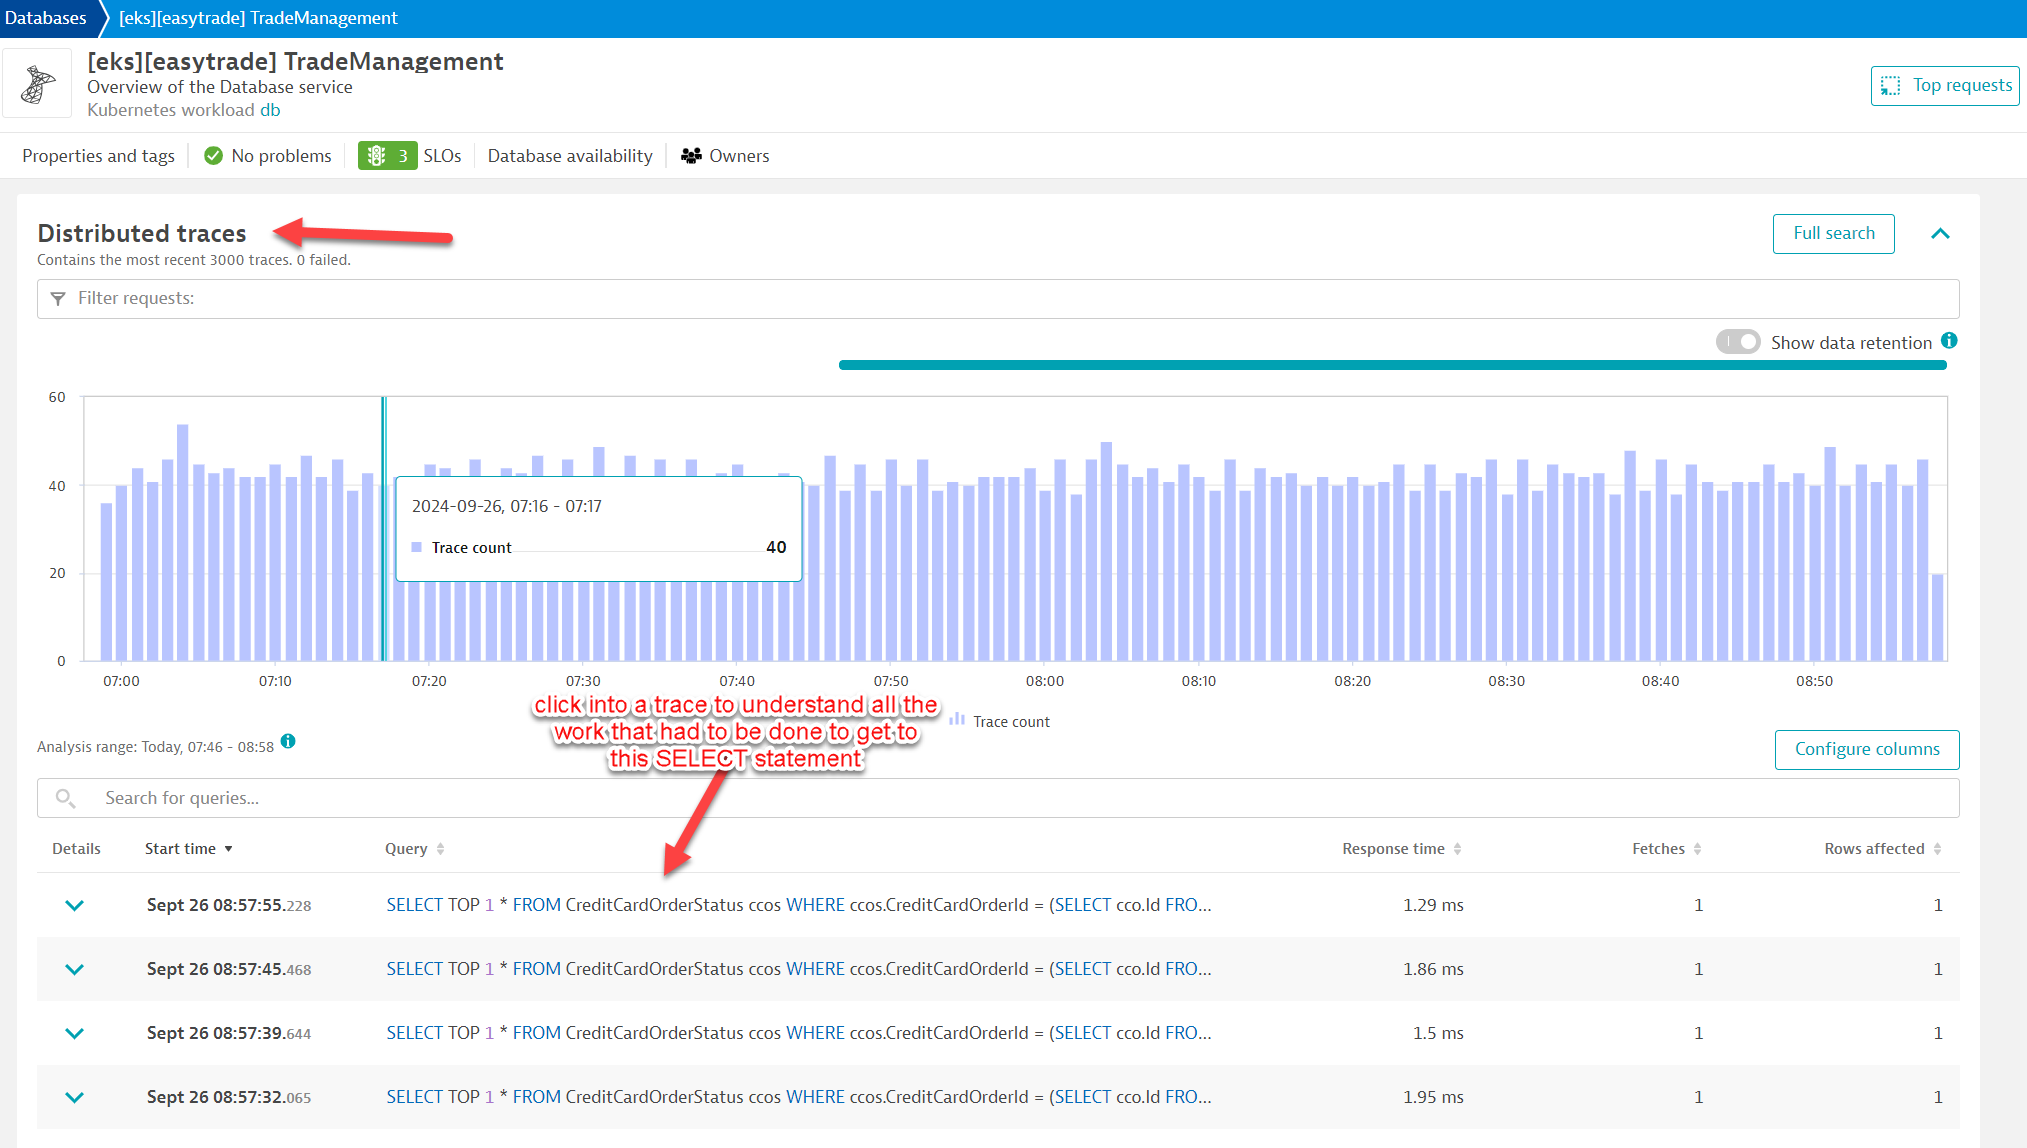 Databases [eks][easytrade] TradeManagement
[eks][easytrade] TradeManagement
Overview of the Database service
Kubernetes workload db
Top requests
Properties and tags No problems 3 SLOs Database availability Owners
Distributed traces
Full search
Contains the most recent 3000 traces. 0 failed.
Filter requests:
Show data retention
60
40
20
0
2024-09-26, 07:16 - 07:17
Trace count 40
07:00 07:10 07:20 07:30 07:40 07:50 08:00 08:10 08:20 08:30 08:40 08:50
click into a trace to understand all the
work that had to be done to get to
this SELECT statement
Trace count
Analysis range: Today, 07:46 - 08:58
Configure columns
Search for queries...
Details Start time Query Response time Fetches Rows affected
Sept 26 08:57:55.228 SELECT TOP 1 * FROM CreditCardOrderStatus ccos WHERE ccos.CreditCardOrderId = (SELECT cco.Id FRO... 1.29 ms 1 1
Sept 26 08:57:45.468 SELECT TOP 1 * FROM CreditCardOrderStatus ccos WHERE ccos.CreditCardOrderId = (SELECT cco.Id FRO... 1.86 ms 1 1
Sept 26 08:57:39.644 SELECT TOP 1 * FROM CreditCardOrderStatus ccos WHERE ccos.CreditCardOrderId = (SELECT cco.Id FRO... 1.5 ms 1 1
Sept 26 08:57:32.065 SELECT TOP 1 * FROM CreditCardOrderStatus ccos WHERE ccos.CreditCardOrderId = (SELECT cco.Id FRO... 1.95 ms 1 1